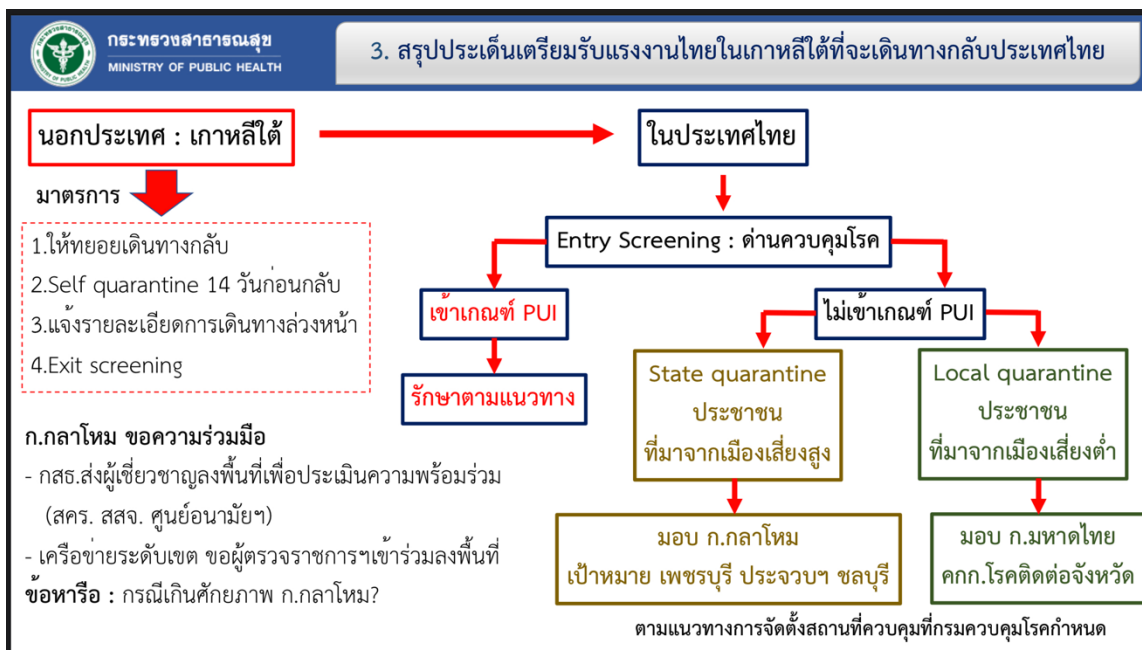 กระทรวงสาธารณสุข
MINISTRY OF PUBLIC HEALTH
3. สรุปประเด็นเตรียมรับแรงงานไทยในเกาหลีใต้ที่จะเดินทางกลับประเทศไทย
นอกประเทศ : เกาหลีใต้
ในประเทศไทย
มาตรการ
1.ให้ทยอยเดินทางกลับ
2.Self quarantine 14 วันก่อนกลับ
3.แจ้งรายละเอียดการเดินทางล่วงหน้า
4.Exit screening
Entry Screening : ด่านควบคุมโรค
เข้าเกณฑ์ PUI
ไม่เข้าเกณฑ์ PUI
รักษาตามแนวทาง
State quarantine
ประชาชน
ที่มาจากเมืองเสี่ยงสูง
Local quarantine
ประชาชน
ที่มาจากเมืองเสี่ยงต่ำ
ก.กลาโหม ขอความร่วมมือ
- กสธ.ส่งผู้เชี่ยวชาญลงพื้นที่เพื่อประเมินความพร้อมร่วม
(สคร. สสจ. ศูนย์อนามัยฯ)
- เครือข่ายระดับเขต ขอผู้ตรวจราชการฯเข้าร่วมลงพื้นที่
ข้อหารือ : กรณีเกินศักยภาพ ก.กลาโหม?
มอบ ก.กลาโหม
เป้าหมาย เพชรบุรี ประจวบฯ ชลบุรี
มอบ ก.มหาดไทย
คกก.โรคติดต่อจังหวัด
ตามแนวทางการจัดตั้งสถานที่ควบคุมที่กรมควบคุมโรคกำหนด